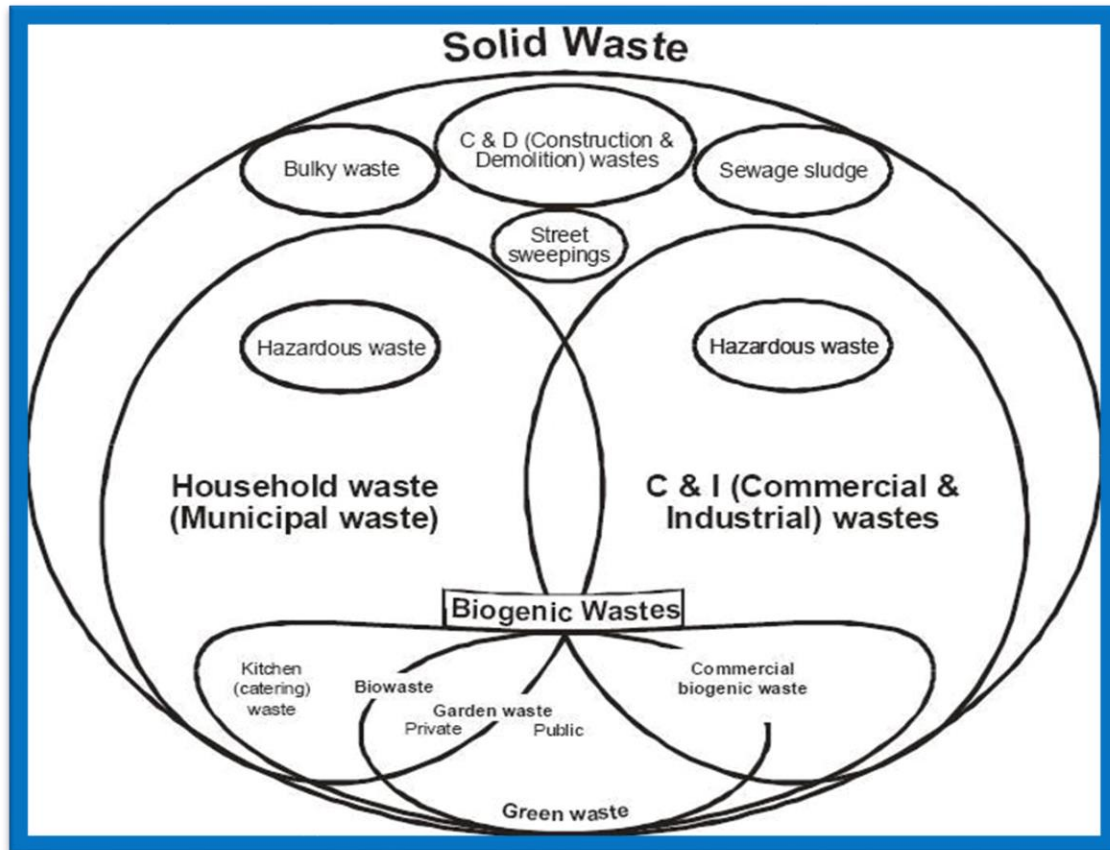 Solid Waste
C & D (Construction &
Demolition) wastes
Bulky waste
Sewage sludge
Street
sweepings
Hazardous waste
Hazardous waste
Household waste
(Municipal waste)
C & I (Commercial &
Industrial) wastes
Biogenic Wastes
Kitchen
(catering)
waste
Biowaste
Garden waste
Private
Public
Commercial
biogenic waste
Green waste